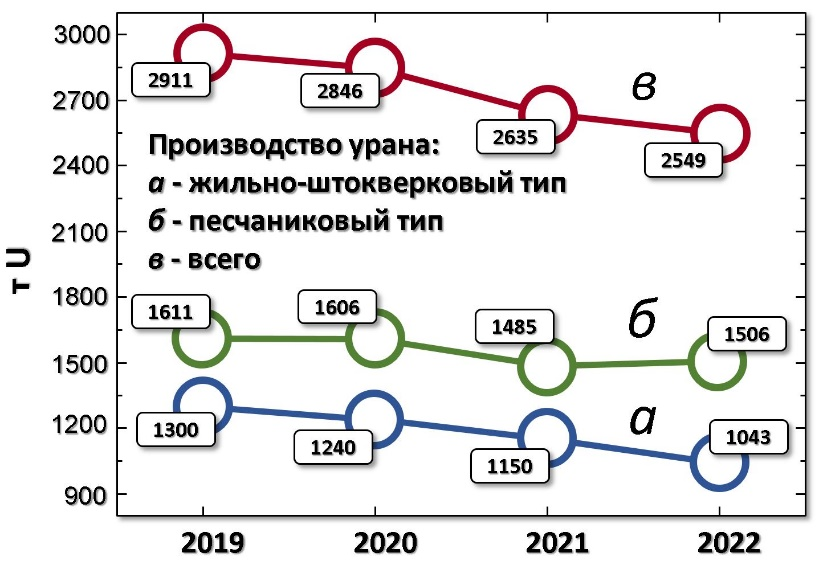 3000
2911
2846
в
2700
2635
2549
Производство урана:
2400
а - жильно-штокверковый тип
б - песчаниковый тип
2100
в - всего
т U
1800
1611
1606
1485
б
1506
1500
1200
1300
1240
1150
а
1043
900
2019 2020 2021 2022